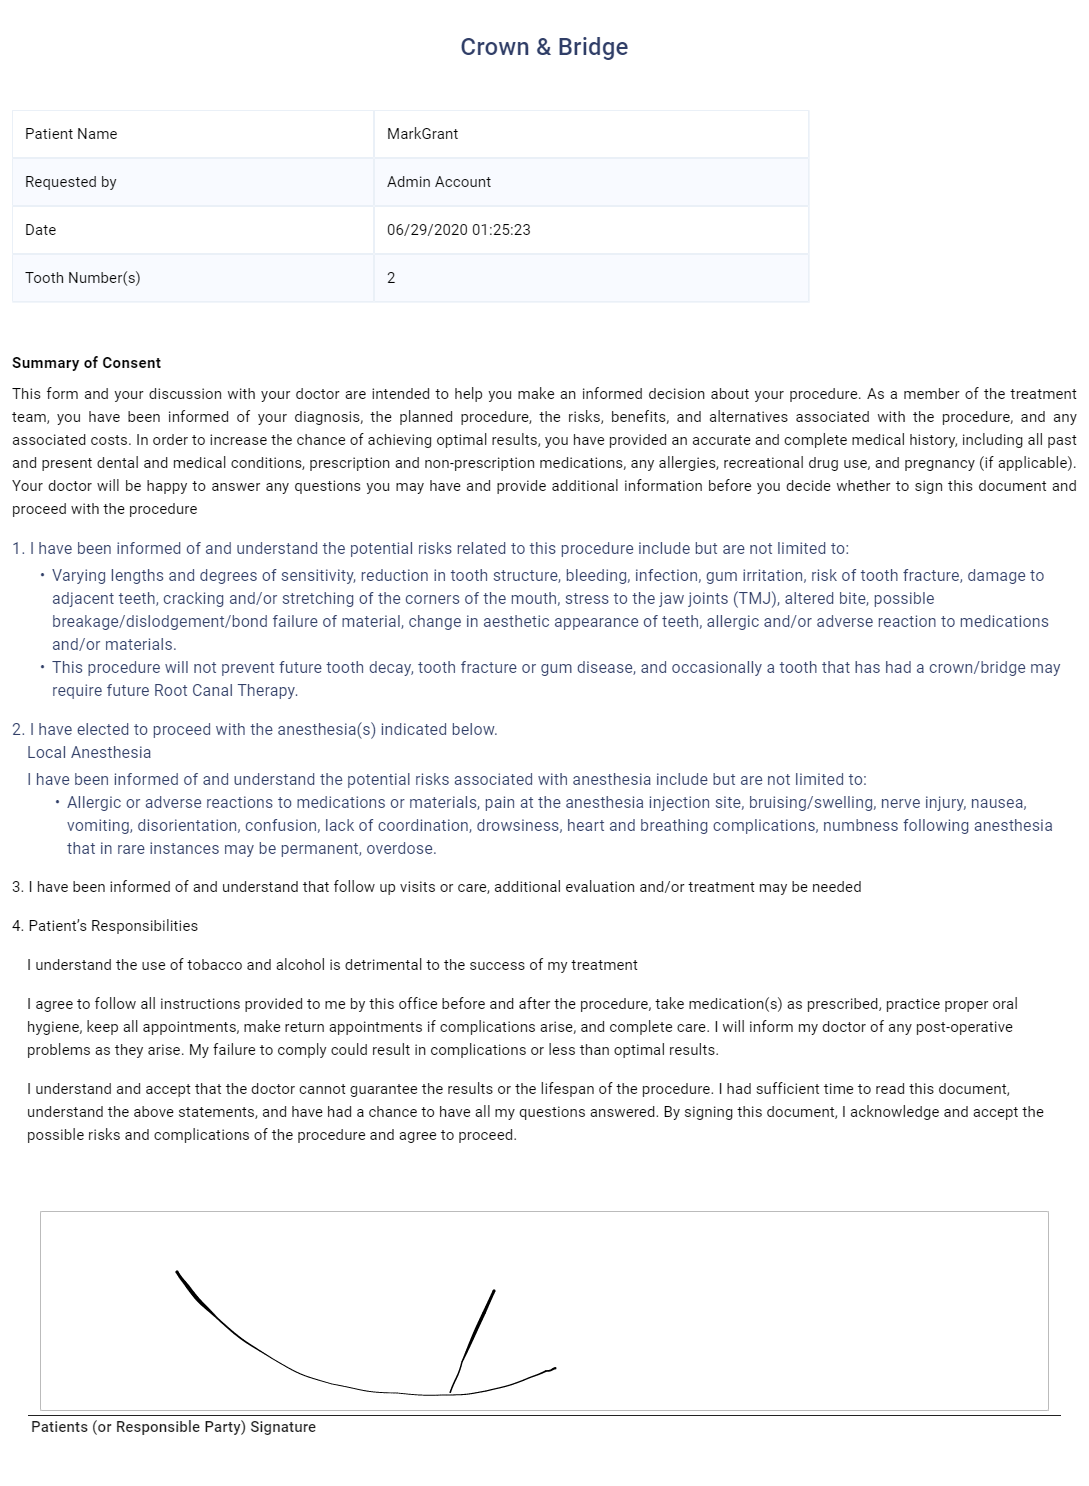 Crown & Bridge
Patient Name MarkGrant
Requested by Admin Account
Date 06/29/2020 01:25:23
Tooth Number(s) 2
Summary of Consent
This form and your discussion with your doctor are intended to help you make an informed decision about your procedure. As a member of the treatment
team, you have been informed of your diagnosis, the planned procedure, the risks, benefits, and alternatives associated with the procedure, and any
associated costs. In order to increase the chance of achieving optimal results, you have provided an accurate and complete medical history, including all past
and present dental and medical conditions, prescription and non-prescription medications, any allergies, recreational drug use, and pregnancy (if applicable).
Your doctor will be happy to answer any questions you may have and provide additional information before you decide whether to sign this document and
proceed with the procedure
1. I have been informed of and understand the potential risks related to this procedure include but are not limited to:
• Varying lengths and degrees of sensitivity, reduction in tooth structure, bleeding, infection, gum irritation, risk of tooth fracture, damage to
adjacent teeth, cracking and/or stretching of the corners of the mouth, stress to the jaw joints (TMJ), altered bite, possible
breakage/dislodgement/bond failure of material, change in aesthetic appearance of teeth, allergic and/or adverse reaction to medications
and/or materials.
• This procedure will not prevent future tooth decay, tooth fracture or gum disease, and occasionally a tooth that has had a crown/bridge may
require future Root Canal Therapy.
2. I have elected to proceed with the anesthesia(s) indicated below.
Local Anesthesia
I have been informed of and understand the potential risks associated with anesthesia include but are not limited to:
• Allergic or adverse reactions to medications or materials, pain at the anesthesia injection site, bruising/swelling, nerve injury, nausea,
vomiting, disorientation, confusion, lack of coordination, drowsiness, heart and breathing complications, numbness following anesthesia
that in rare instances may be permanent, overdose.
3. I have been informed of and understand that follow up visits or care, additional evaluation and/or treatment may be needed
4. Patient's Responsibilities
I understand the use of tobacco and alcohol is detrimental to the success of my treatment
I agree to follow all instructions provided to me by this office before and after the procedure, take medication(s) as prescribed, practice proper oral
hygiene, keep all appointments, make return appointments if complications arise, and complete care. I will inform my doctor of any post-operative
problems as they arise. My failure to comply could result in complications or less than optimal results.
I understand and accept that the doctor cannot guarantee the results or the lifespan of the procedure. I had sufficient time to read this document,
understand the above statements, and have had a chance to have all my questions answered. By signing this document, I acknowledge and accept the
possible risks and complications of the procedure and agree to proceed.
Patients (or Responsible Party) Signature